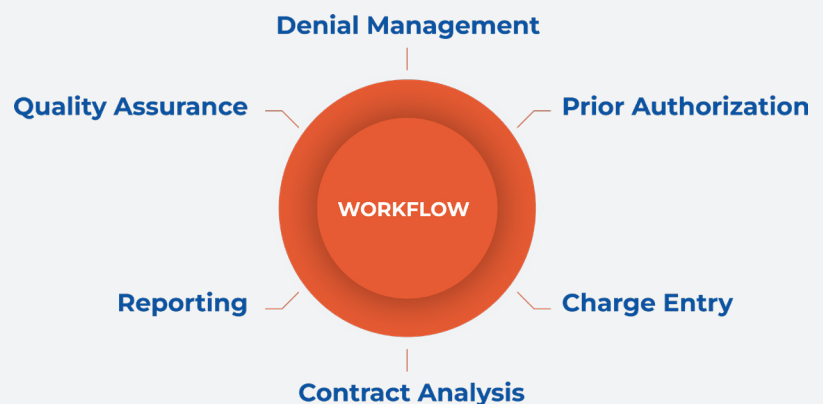 Denial Management
Quality Assurance
Prior Authorization
WORKFLOW
Reporting
Charge Entry
Contract Analysis